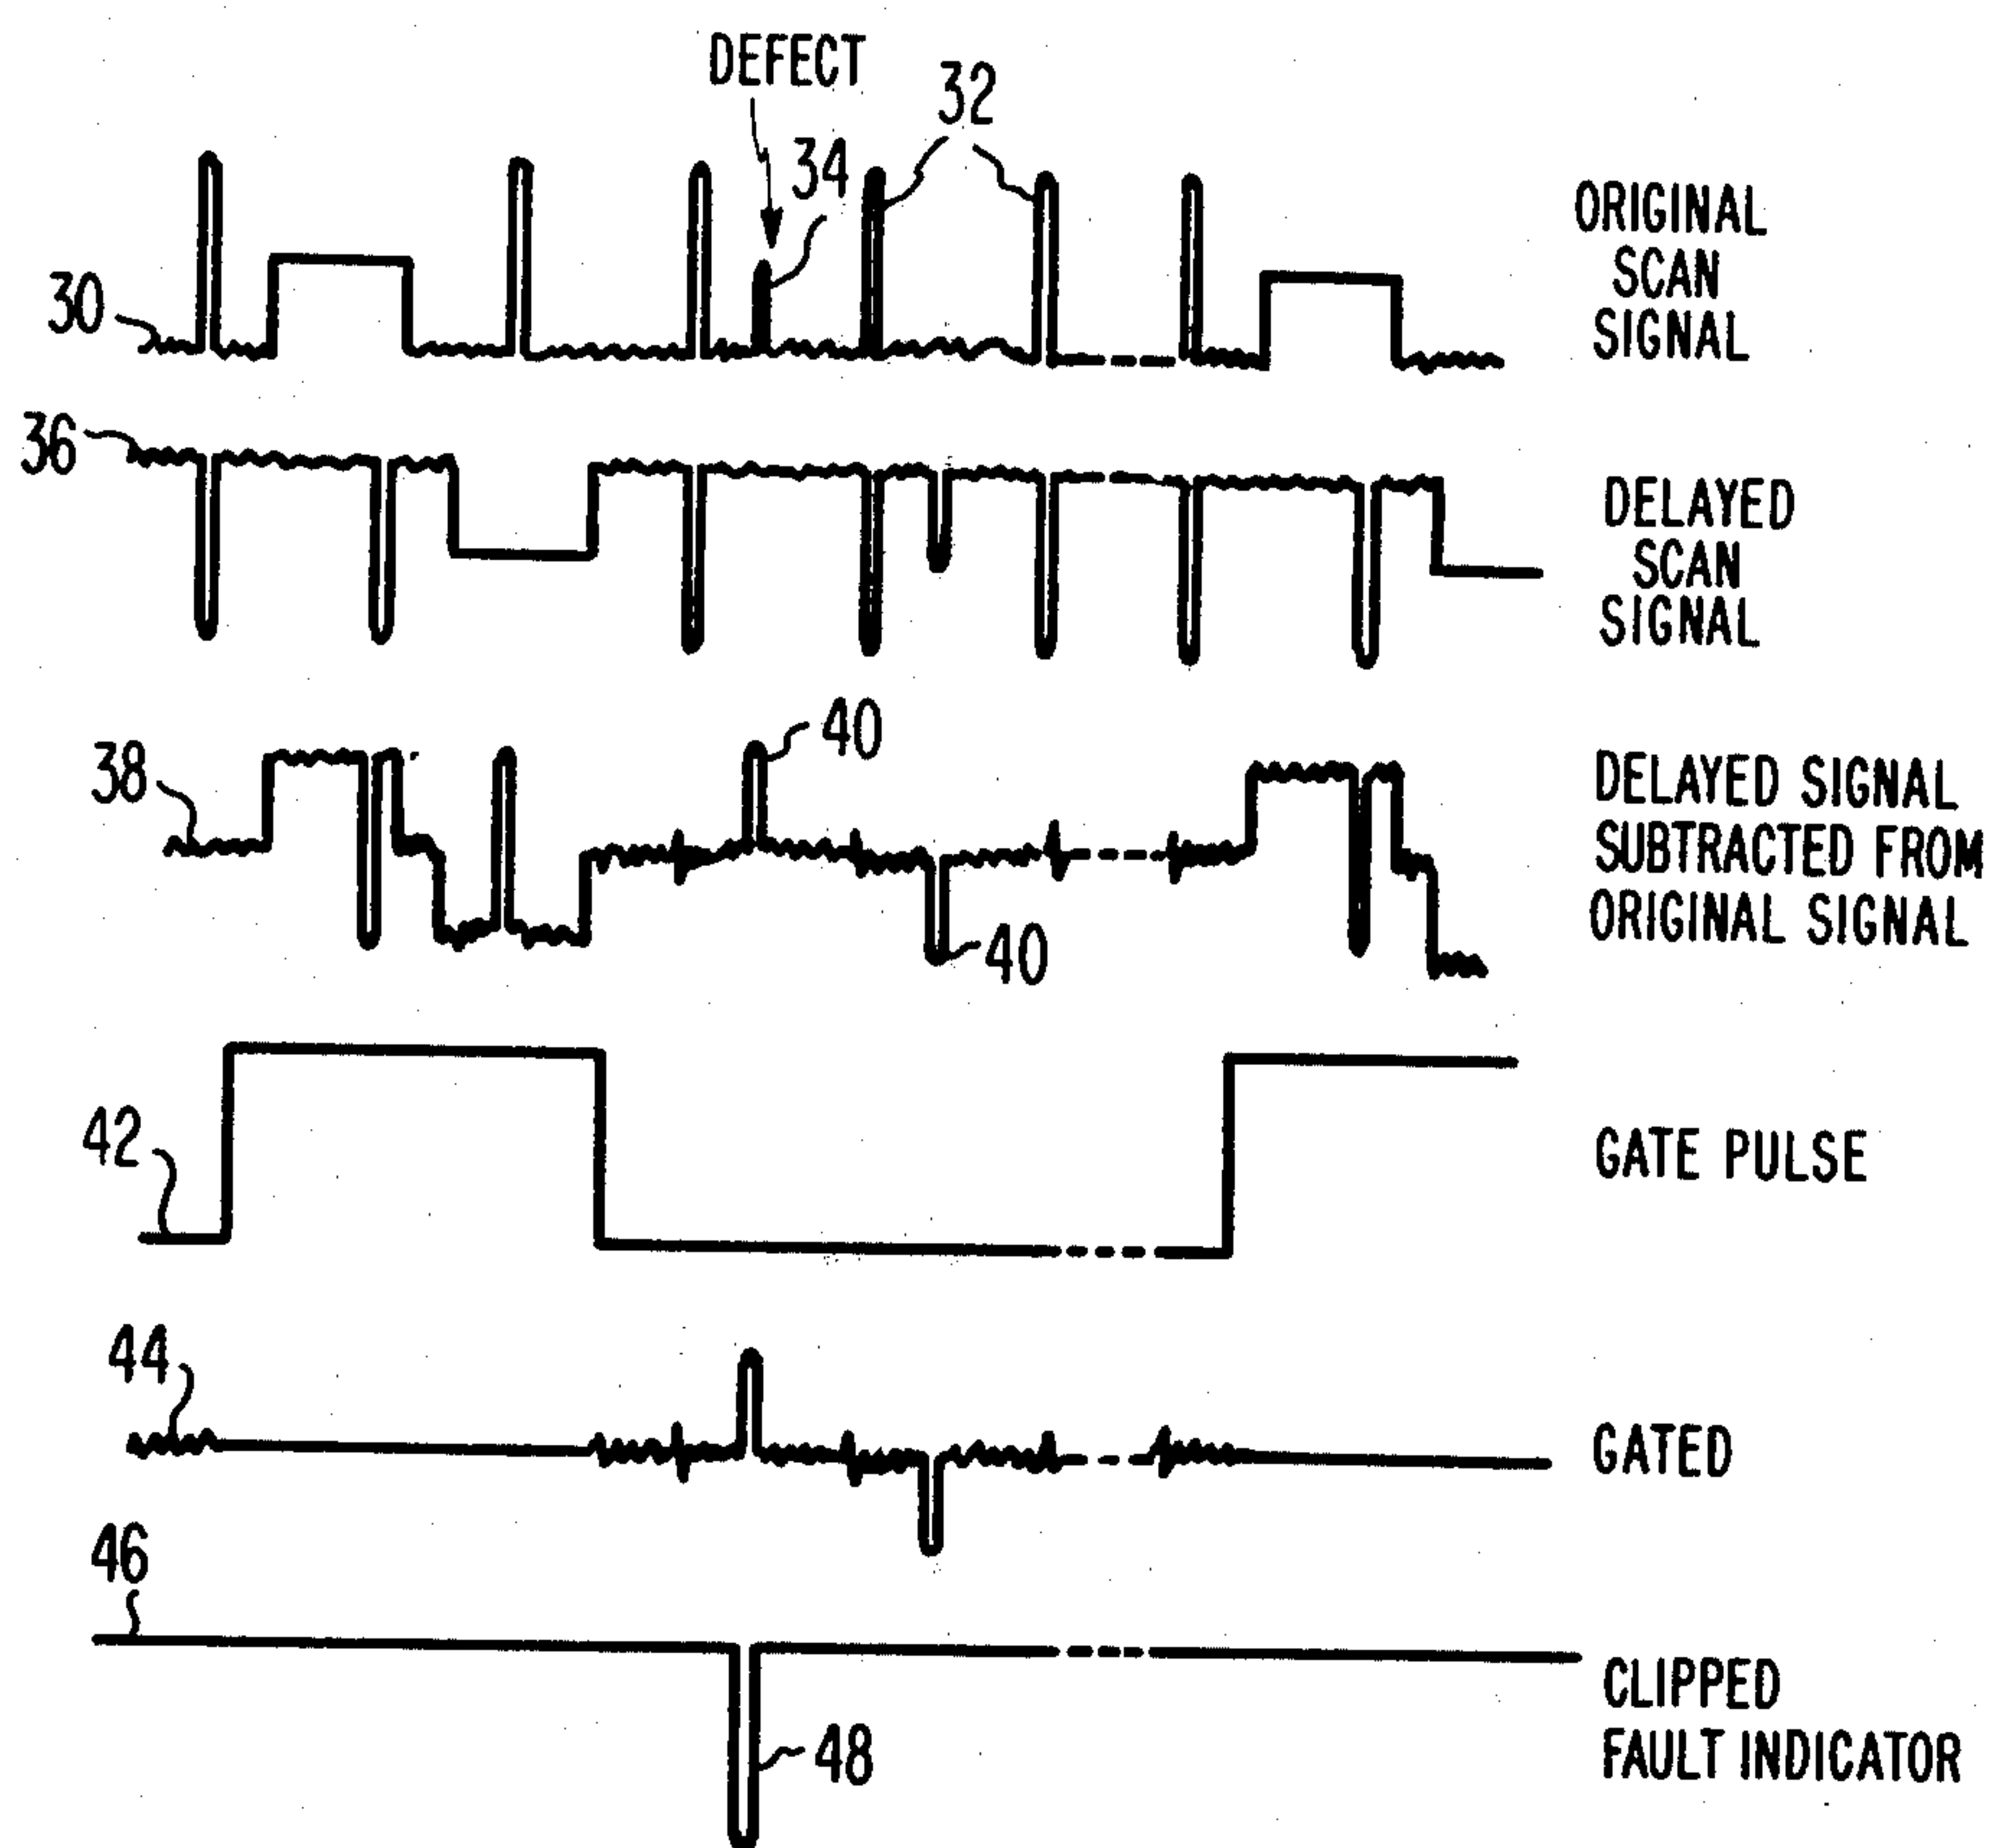 DEFECT
32
34
30
ORIGINAL
SCAN
SIGNAL
36
DELAYED
SCAN
SIGNAL
38
40
40
DELAYED SIGNAL
SUBTRACTED FROM
ORIGINAL SIGNAL
42
GATE PULSE
44
GATED
46
48
CLIPPED
FAULT INDICATOR